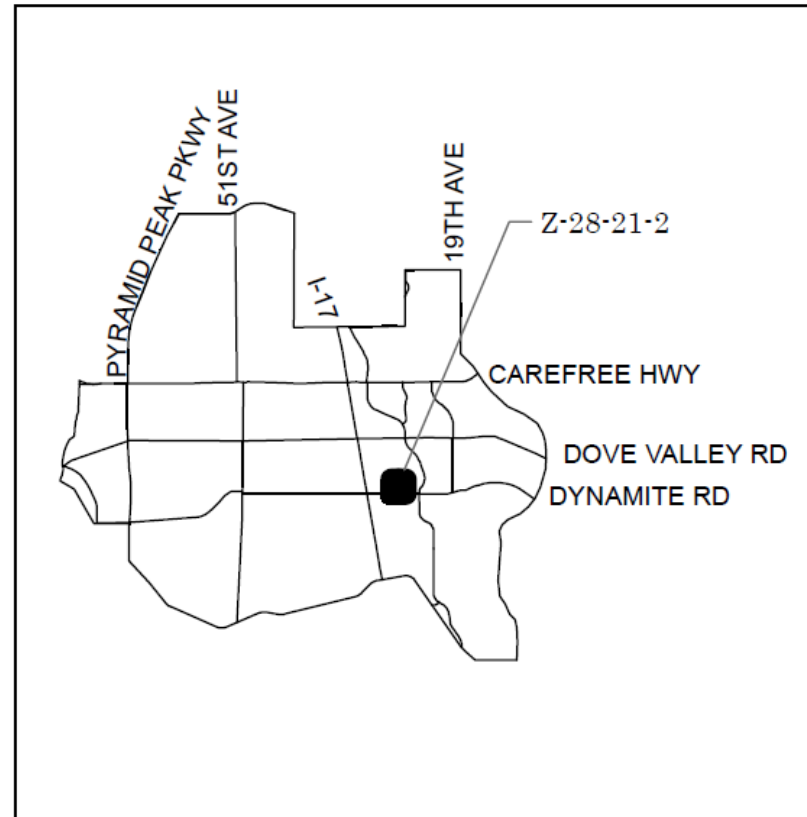 PYRAMID PEAK PKWY
51ST AVE
I-17
19TH AVE
Z-28-21-2
CAREFREE HWY
DOVE VALLEY RD
DYNAMITE RD